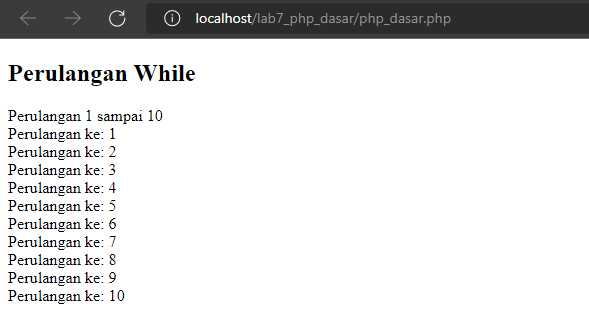 localhost/lab7_php_dasar/php_dasar.php
Perulangan While
Perulangan 1 sampai 10
Perulangan ke: 1
Perulangan ke: 2
Perulangan ke: 3
Perulangan ke: 4
Perulangan ke: 5
Perulangan ke: 6
Perulangan ke: 7
Perulangan ke: 8
Perulangan ke: 9
Perulangan ke: 10